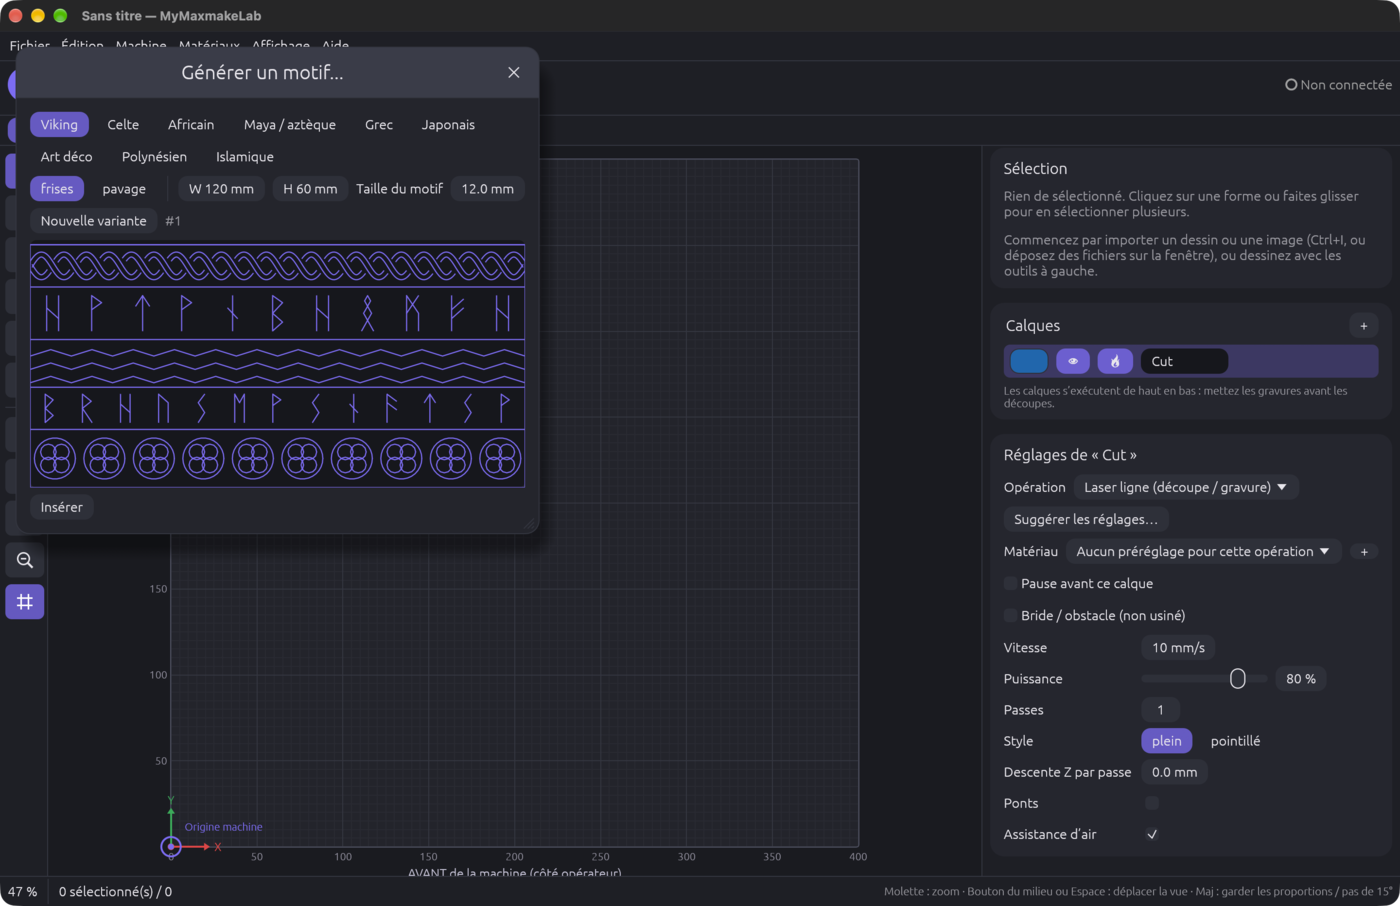 Sans titre — MyMaxmakeLab
Fichier Édition Machine Matériaux Affichage Aide
Générer un motif...
Non connectée
Viking Celte Africain Maya / aztèque Grec Japonais
Art déco Polynésien Islamique
frises pavage W 120 mm H 60 mm Taille du motif 12.0 mm
Nouvelle variante #1
Insérer
150
100
50
Y
Origine machine
X
0 50 100 150 200 250 300 350 400
AVANT de la machine (côté opérateur)
Sélection
Rien de sélectionné. Cliquez sur une forme ou faites glisser
pour en sélectionner plusieurs.
Commencez par importer un dessin ou une image (Ctrl+I, ou
déposez des fichiers sur la fenêtre), ou dessinez avec les
outils à gauche.
Calques +
Cut
Les calques s'exécutent de haut en bas : mettez les gravures avant les
découpes.
Réglages de « Cut »
Opération Laser ligne (découpe / gravure)
Suggérer les réglages…
Matériau Aucun préréglage pour cette opération +
Pause avant ce calque
Bride / obstacle (non usiné)
Vitesse 10 mm/s
Puissance 80 %
Passes 1
Style plein pointillé
Descente Z par passe 0.0 mm
Ponts
Assistance d'air
47 % 0 sélectionné(s) / 0
Molette : zoom · Bouton du milieu ou Espace : déplacer la vue · Maj : garder les proportions / pas de 15°